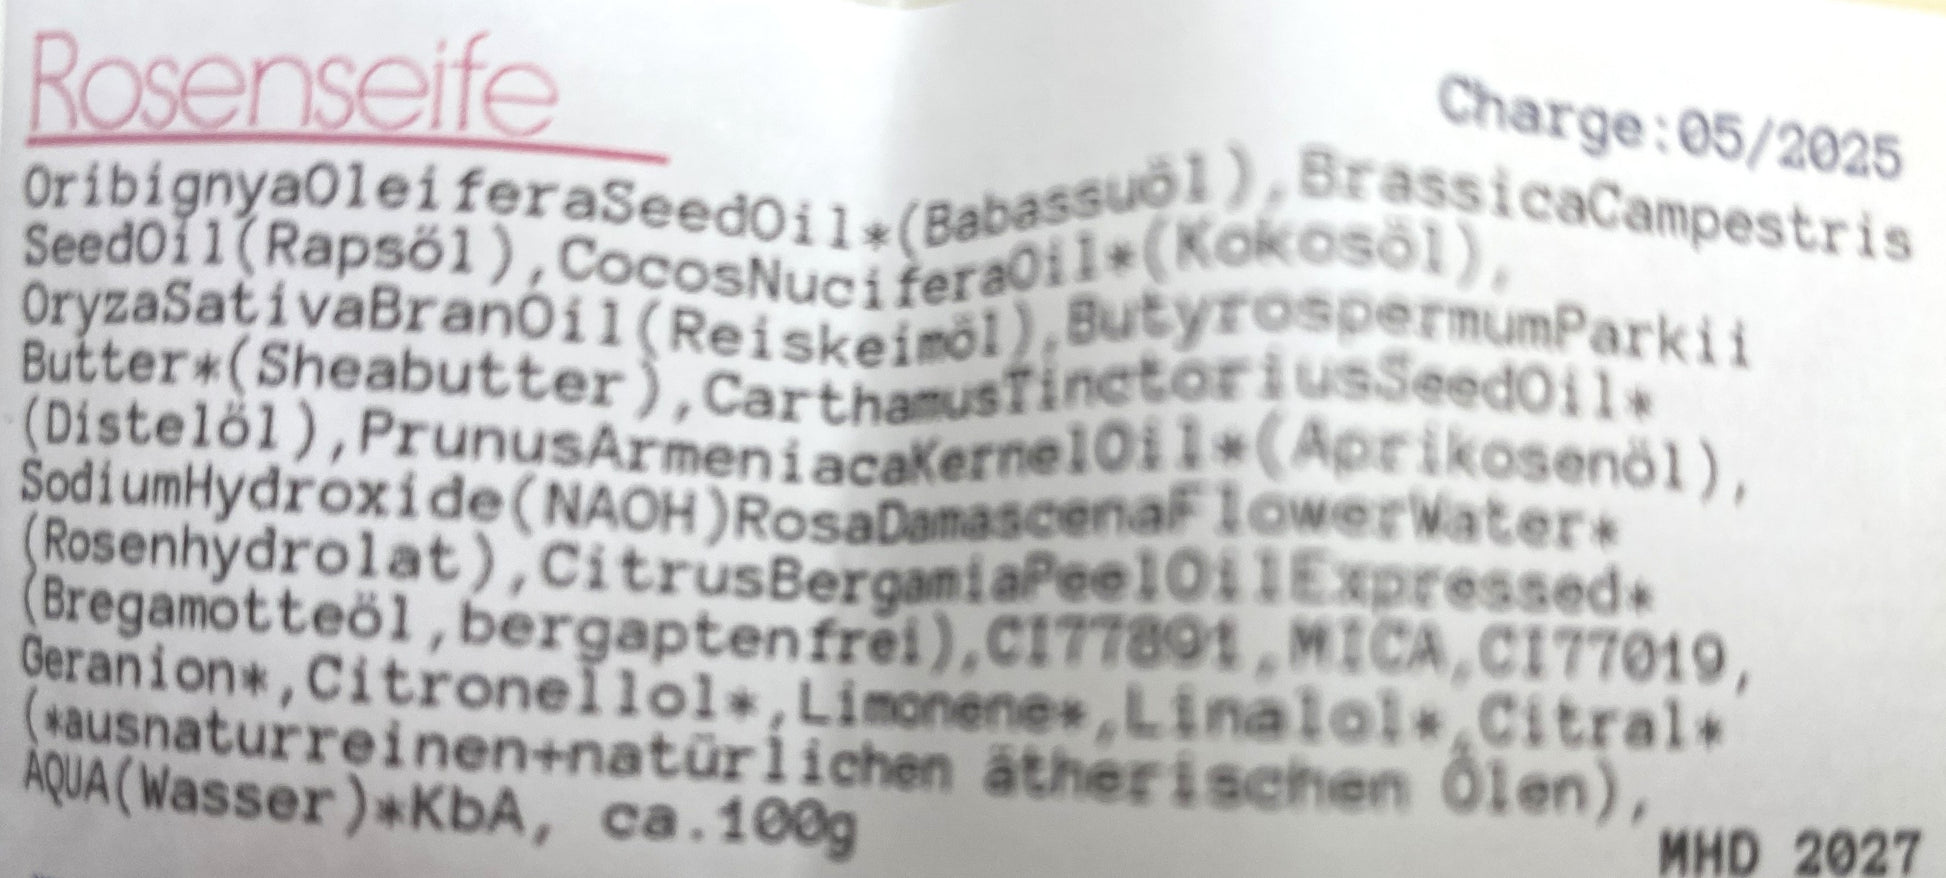 Rosenseife
Charge:05/2025
OribignyaOleiferaSeedOil*(Babassuöl),BrassicaCampestris
SeedOil(Rapsöl),CocosNuciferaOil*(Kokosöl),
OryzaSativaBranOil(Reiskeimöl),ButyrospermumParkii
Butter*(Sheabutter),CarthamusTinctoriusSeedOil*
(Distelöl),PrunusArmeniacaKernelOil*(Aprikosenöl),
SodiumHydroxide(NAOH)RosaDamascenaFlowerWater*
(Rosenhydrolat),CitrusBergamiaPeelOilExpressed*
(Bregamotteöl,bergaptenfrei),CI77891,MICA,CI77019,
Geranion*,Citronellol*,Limonene*,Linalol*,Citral*
(*ausnaturreinen+natürlichen ätherischen Ölen),
AQUA(Wasser)*KbA, ca.100g
MHD 2027